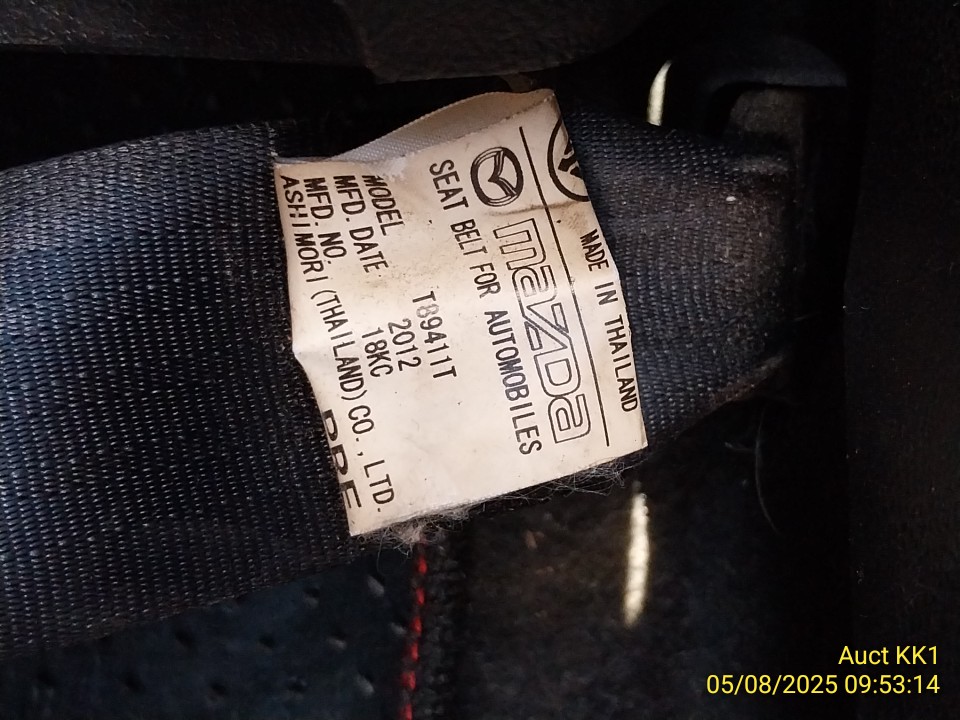 MADE IN THAILAND
mazda
SEAT BELT FOR AUTOMOBILES
MODEL T89411T
MFD. DATE 2012
MFD. NO. 18KC
ASHIMORI (THAILAND) CO., LTD.
Auct KK1
05/08/2025 09:53:14